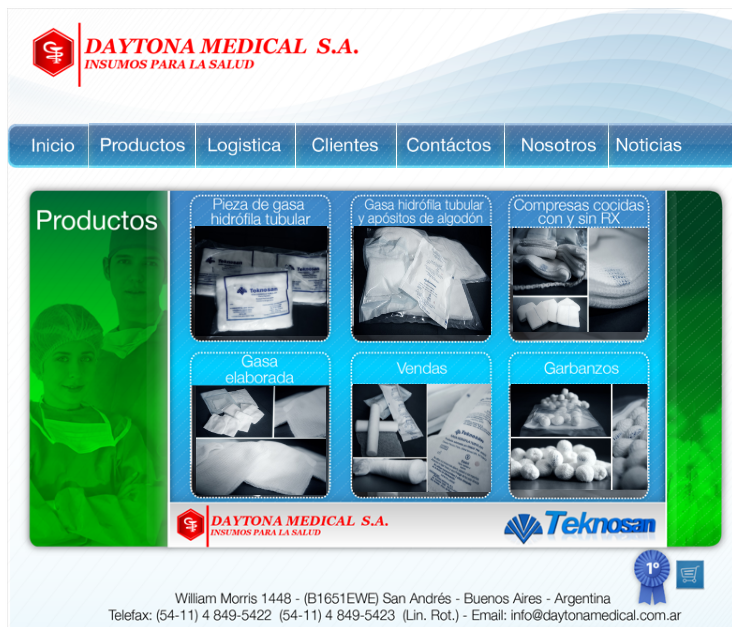 DAYTONA MEDICAL S.A.
INSUMOS PARA LA SALUD
Inicio
Productos
Logistica
Clientes
Contáctos
Nosotros
Noticias
Productos
Pieza de gasa
hidrófila tubular
Gasa hidrófila tubular
y apósitos de algodón
Compresas cocidas
con y sin RX
Teknosan
Gasa
elaborada
Vendas
Garbanzos
Teknosan
DAYTONA MEDICAL S.A.
INSUMOS PARA LA SALUD
Teknosan
1º
William Morris 1448 - (B1651EWE) San Andrés - Buenos Aires - Argentina
Telefax: (54-11) 4 849-5422 (54-11) 4 849-5423 (Lin. Rot.) - Email: info@daytonamedical.com.ar